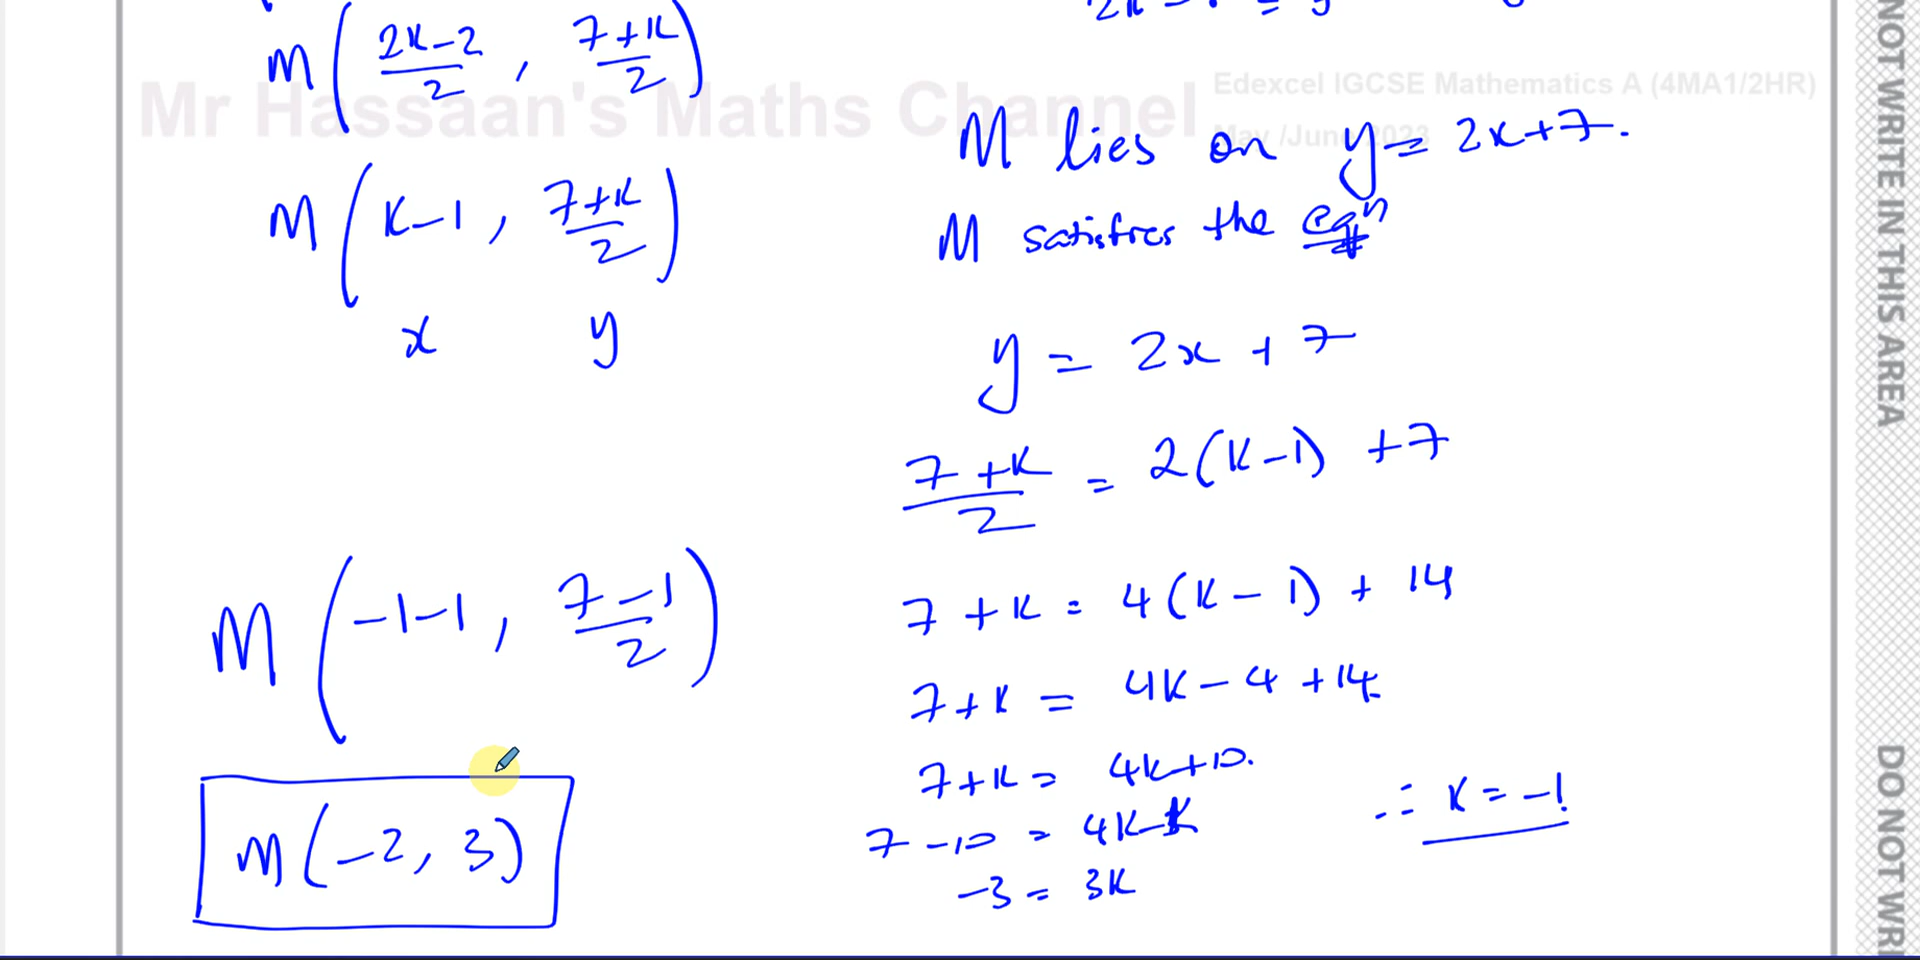 M(2k-2/2, 7+k/2)
M(k-1, 7+k/2)
x y
M(-1-1, 7-1/2)
M(-2, 3)
Mr Hassaan's Maths Channel
Edexcel IGCSE Mathematics A (4MA1/2HR)
May /June 2023
M lies on y = 2x+7.
M satisfies the eqn
y = 2x + 7
7+k/2 = 2(k-1) +7
7 + k = 4(k-1) + 14
7+k = 4k-4+14
7+k = 4k+10.
7-10 = 4k-k
-3 = 3k
∴ k = -1
NOT WRITE IN THIS AREA
DO NOT WRI